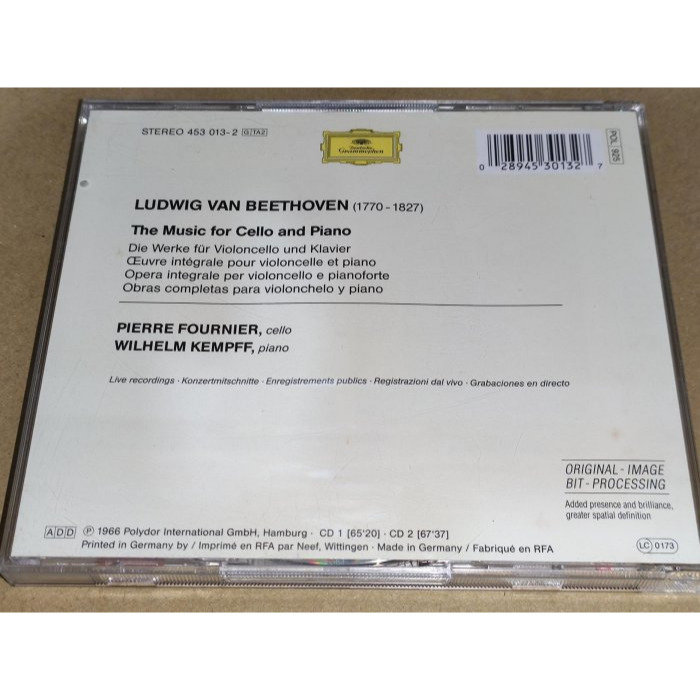 STEREO 453 013-2 G TA2
Deutsche
Grammophon
0 28945 30132 7
POL 905
LUDWIG VAN BEETHOVEN (1770-1827)
The Music for Cello and Piano
Die Werke für Violoncello und Klavier
Œuvre intégrale pour violoncelle et piano
Opera integrale per violoncello e pianoforte
Obras completas para violonchelo y piano
PIERRE FOURNIER, cello
WILHELM KEMPFF, piano
Live recordings · Konzertmitschnitte · Enregistrements publics · Registrazioni dal vivo · Grabaciones en directo
ORIGINAL-IMAGE
BIT-PROCESSING
Added presence and brilliance,
greater spatial definition
ADD ℗ 1966 Polydor International GmbH, Hamburg · CD 1 [65'20] · CD 2 [67'37]
Printed in Germany by / Imprimé en RFA par Neef, Wittingen · Made in Germany / Fabriqué en RFA
LC 0173